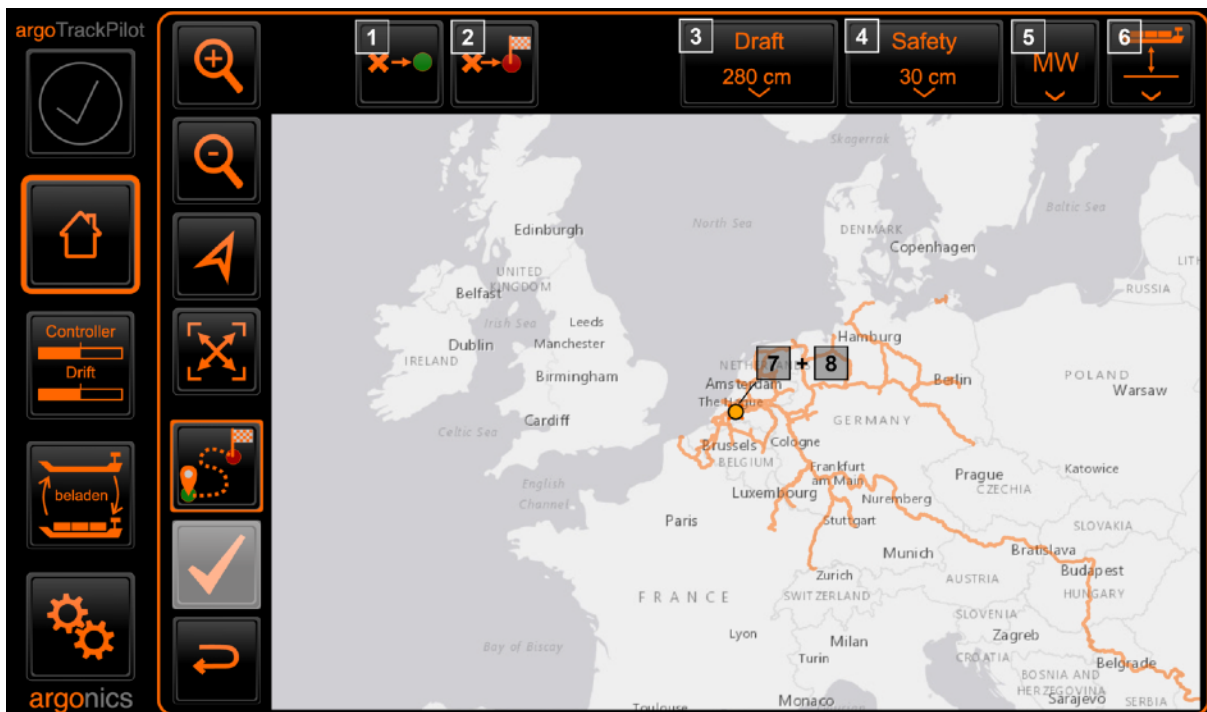 argoTrackPilot
1
2
3 Draft
280 cm
4 Safety
30 cm
5 MW
6
Controller
Drift
beladen
argonics
Skagerrak
Baltic Sea
North Sea
DENMARK
Copenhagen
Edinburgh
UNITED
KINGDOM
Belfast
RUSSIA
Irish Sea
Leeds
Dublin
Manchester
IRELAND
Hamburg
7 + 8
Birmingham
Amsterdam
The Hague
Berlin
POLAND
Warsaw
Cardiff
GERMANY
Celtic Sea
Brussels
Cologne
BELGIUM
English
Channel
Frankfurt
am Main
Prague
Katowice
CZECHIA
Luxembourg
Nuremberg
Paris
Stuttgart
SLOVAKIA
Munich
Bratislava
Zurich
AUSTRIA
Budapest
FRANCE
SWITZERLAND
HUNGARY
SLOVENIA
Lyon
Milan
Zagreb
Bay of Biscay
Turin
CROATIA
Belgrade
BOSNIA AND
HERZEGOVINA
Monaco
Sarajevo
SERBIA
Toulouse